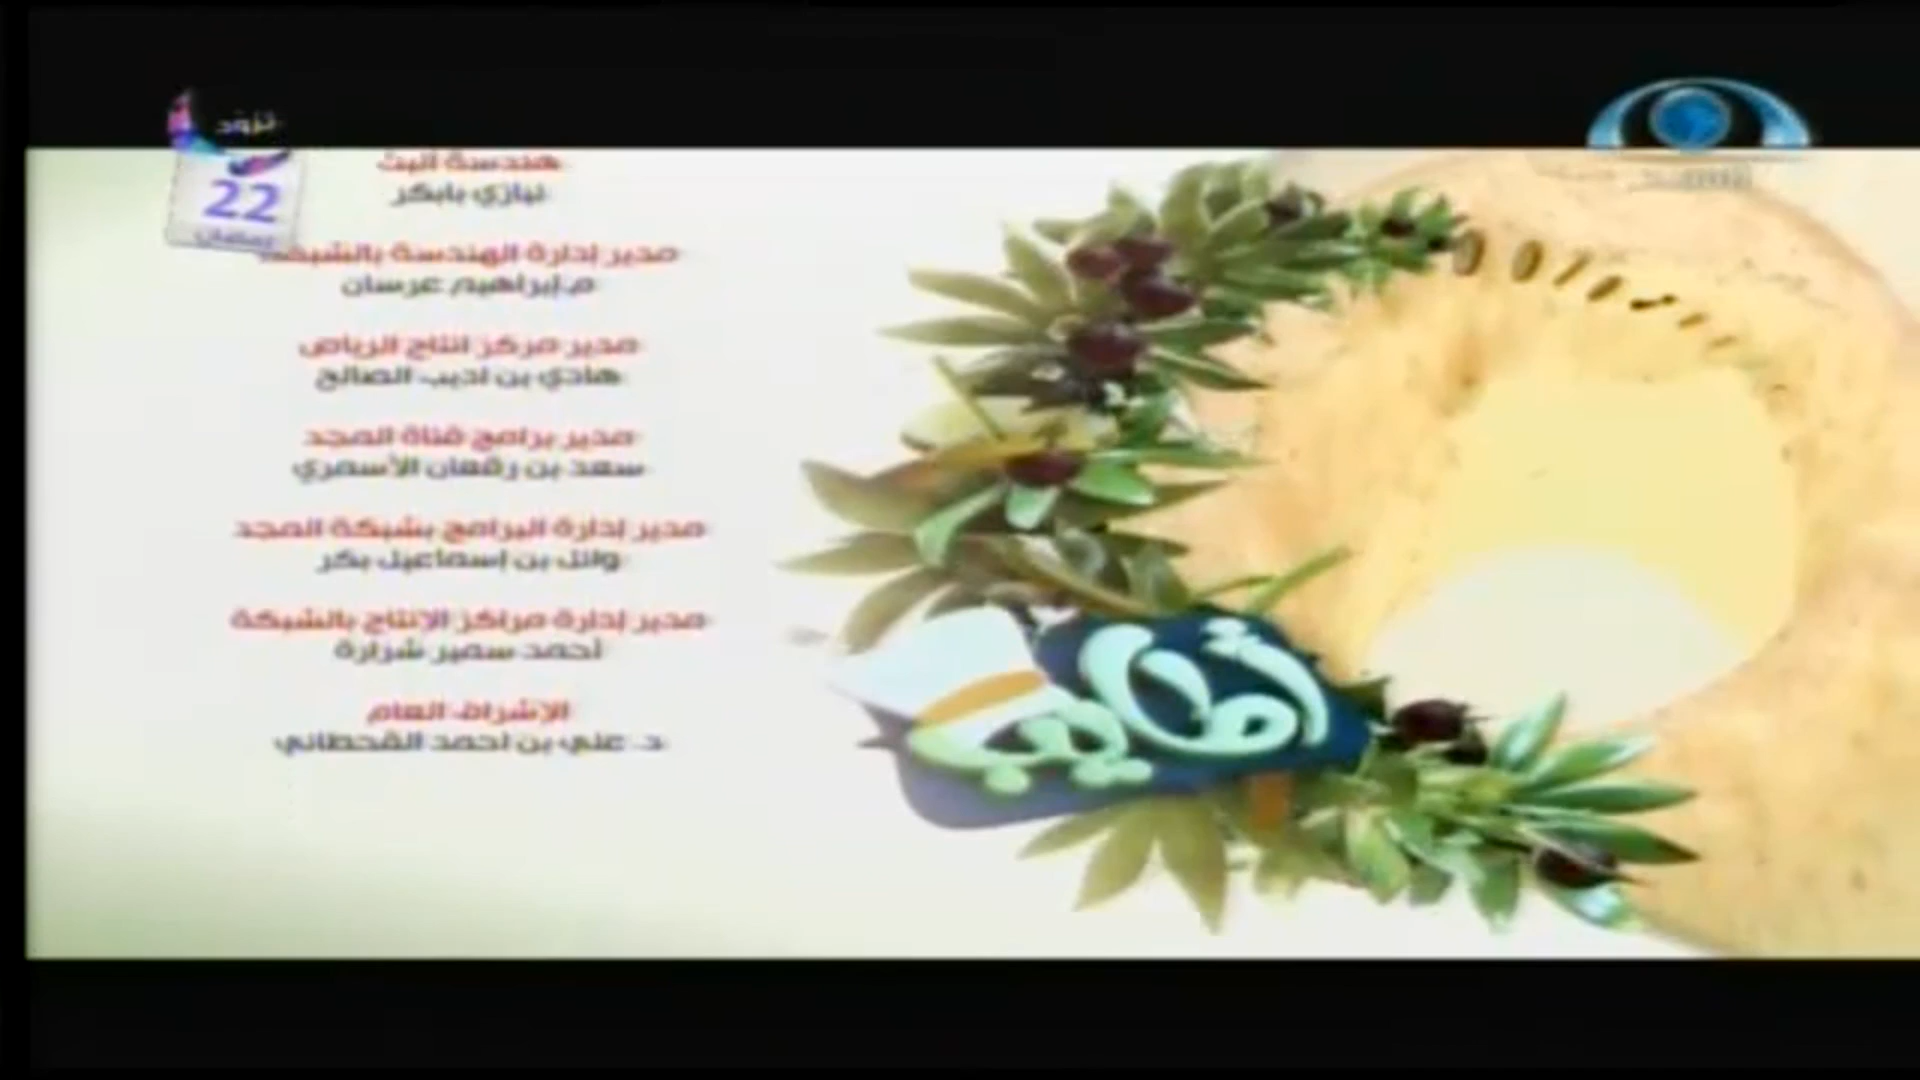 تزود
22
رمضان
هندسة البث
نيازي بابكر
مدير إدارة الهندسة بالشبكة
م.إبراهيم عرسان
مدير مركز انتاج الرياض
هادي بن اديب الصالح
مدير برامج قناة المجد
سعد بن رقعان الأسمري
مدير إدارة البرامج بشبكة المجد
وائل بن إسماعيل بكر
مدير إدارة مراكز الإنتاج بالشبكة
أحمد سمير شرارة
الإشراف العام
د. علي بن أحمد القحطاني